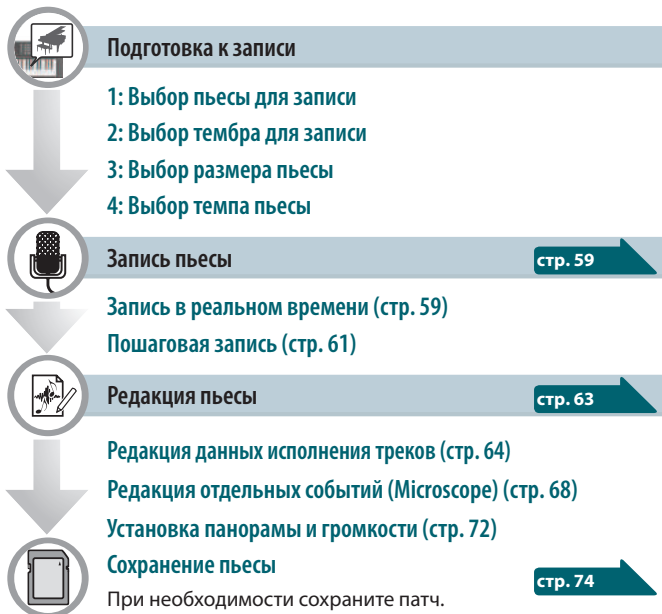 Подготовка к записи
1: Выбор пьесы для записи
2: Выбор тембра для записи
3: Выбор размера пьесы
4: Выбор темпа пьесы
Запись пьесы стр. 59
Запись в реальном времени (стр. 59)
Пошаговая запись (стр. 61)
Редакция пьесы стр. 63
Редакция данных исполнения треков (стр. 64)
Редакция отдельных событий (Microscope) (стр. 68)
Установка панорамы и громкости (стр. 72)
Сохранение пьесы стр. 74
При необходимости сохраните патч.